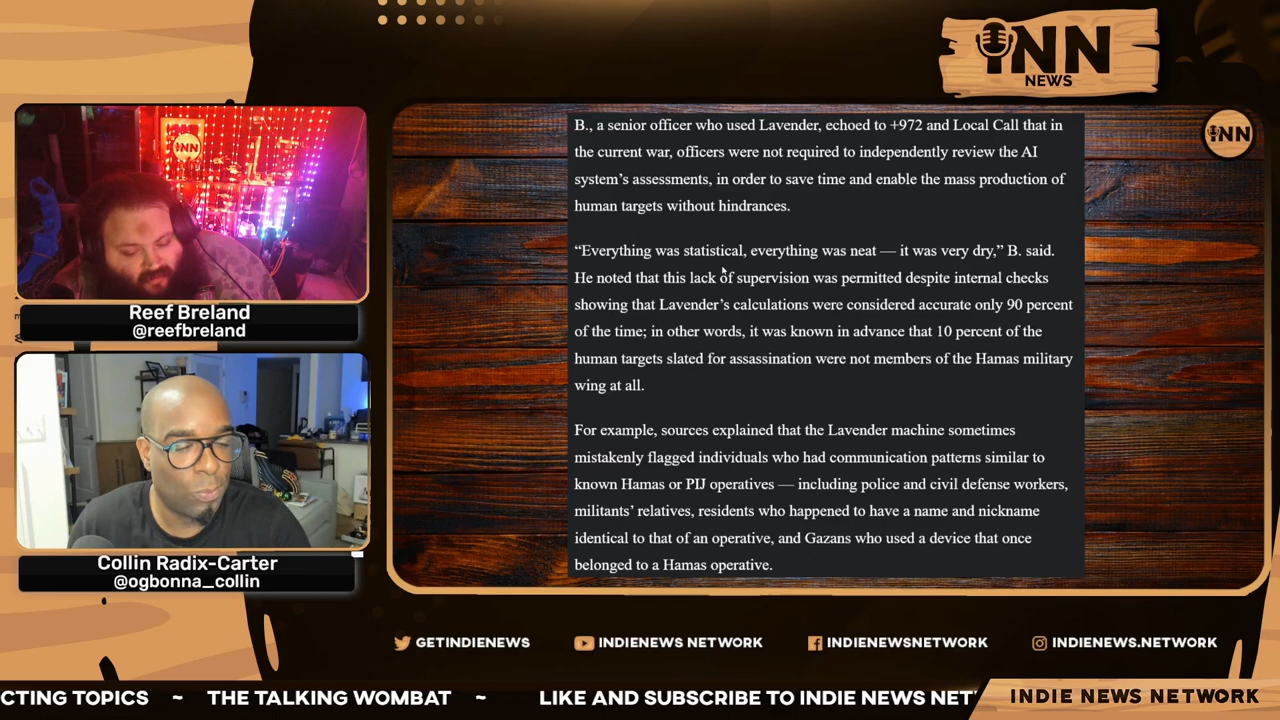 INN
NEWS
INN
INN
Reef Breland
@reefbreland
Collin Radix-Carter
@ogbonna_collin
B., a senior officer who used Lavender, echoed to +972 and Local Call that in
the current war, officers were not required to independently review the AI
system’s assessments, in order to save time and enable the mass production of
human targets without hindrances.
“Everything was statistical, everything was neat — it was very dry,” B. said.
He noted that this lack of supervision was permitted despite internal checks
showing that Lavender’s calculations were considered accurate only 90 percent
of the time; in other words, it was known in advance that 10 percent of the
human targets slated for assassination were not members of the Hamas military
wing at all.
For example, sources explained that the Lavender machine sometimes
mistakenly flagged individuals who had communication patterns similar to
known Hamas or PIJ operatives — including police and civil defense workers,
militants’ relatives, residents who happened to have a name and nickname
identical to that of an operative, and Gazans who used a device that once
belonged to a Hamas operative.
GETINDIENEWS
INDIENEWS NETWORK
INDIENEWSNETWORK
INDIENEWS.NETWORK
CTING TOPICS ~ THE TALKING WOMBAT ~ LIKE AND SUBSCRIBE TO INDIE NEWS NET
INDIE NEWS NETWORK